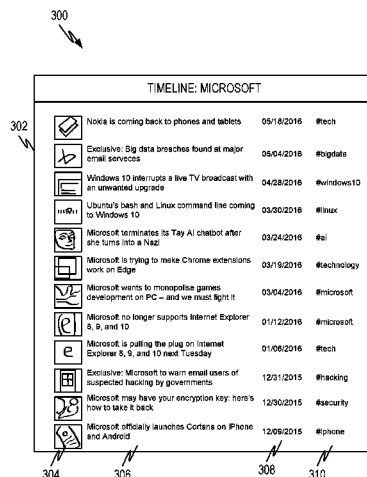 300
TIMELINE: MICROSOFT
302
Nokia is coming back to phones and tablets 05/18/2016 #tech
Exclusive: Big data breaches found at major
email serveces 05/04/2016 #bigdata
Windows 10 interrupts a live TV broadcast with
an unwanted upgrade 04/28/2016 #windows10
Ubuntu's bash and Linux command line coming
to Windows 10 03/30/2016 #linux
Microsoft terminates its Tay AI chatbot after
she turns into a Nazi 03/24/2016 #ai
Microsoft is trying to make Chrome extensions
work on Edge 03/19/2016 #technology
Microsoft wants to monopolise games
development on PC – and we must fight it 03/04/2016 #microsoft
Microsoft no longer supports Internet Explorer
8, 9, and 10 01/12/2016 #microsoft
e Microsoft is pulling the plug on Internet
Explorer 8, 9, and 10 next Tuesday 01/06/2016 #tech
Exclusive: Microsoft to warn email users of
suspected hacking by governments 12/31/2015 #hacking
Microsoft may have your encryption key: here's
how to take it back 12/30/2015 #security
Microsoft officially launches Cortana on iPhone
and Android 12/09/2015 #iphone
304 306 308 310